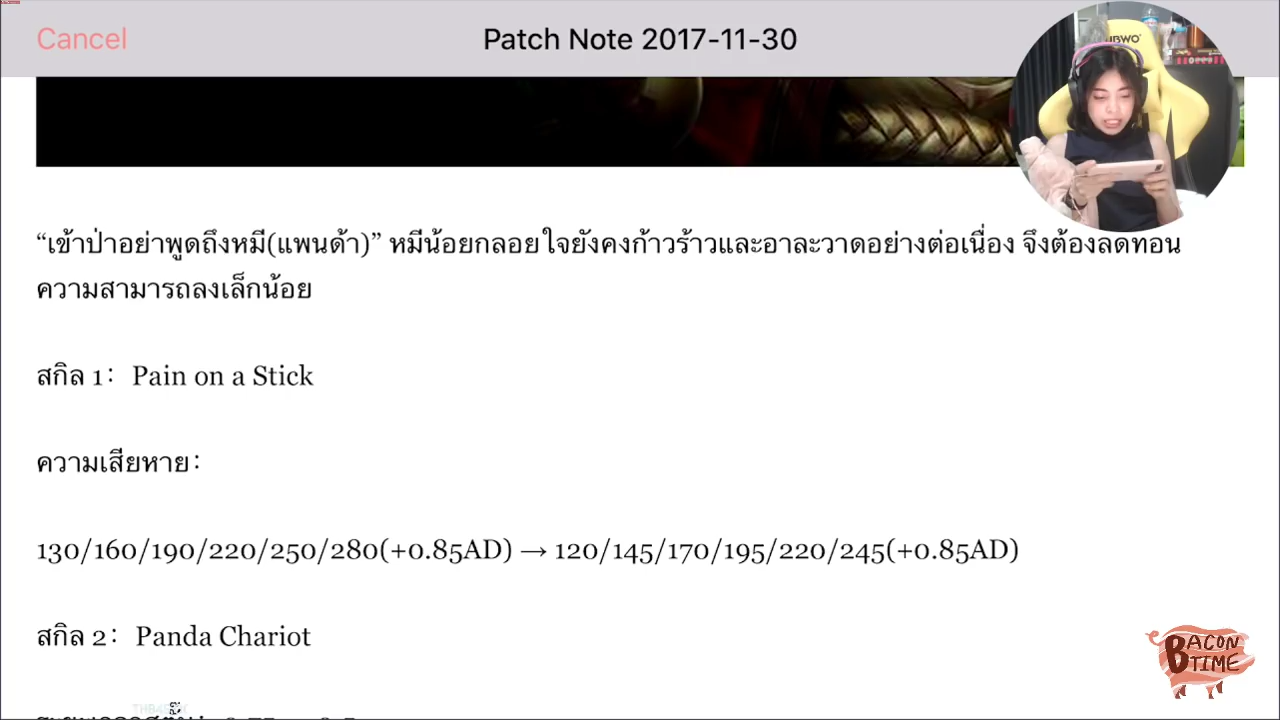 Cancel
Patch Note 2017-11-30
“เข้าป่าอย่าพูดถึงหมี(แพนด้า)” หมีน้อยกลอยใจยังคงก้าวร้าวและอาละวาดอย่างต่อเนื่อง จึงต้องลดทอน
ความสามารถลงเล็กน้อย
สกิล 1: Pain on a Stick
ความเสียหาย:
130/160/190/220/250/280(+0.85AD) → 120/145/170/195/220/245(+0.85AD)
สกิล 2: Panda Chariot
BACON
TIME